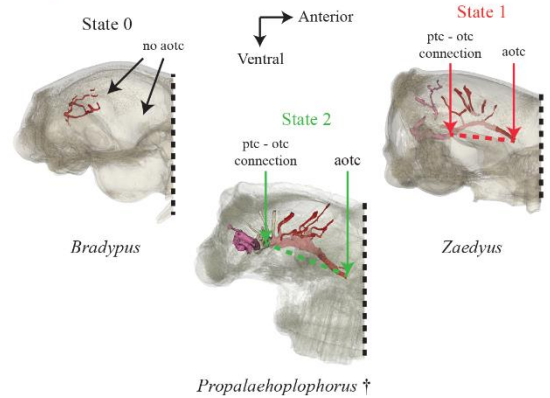 State 0
no aotc
Anterior
Ventral
State 1
ptc - otc
connection
aotc
State 2
ptc - otc
connection
aotc
Bradypus
Zaedyus
Propalaehoplophorus †